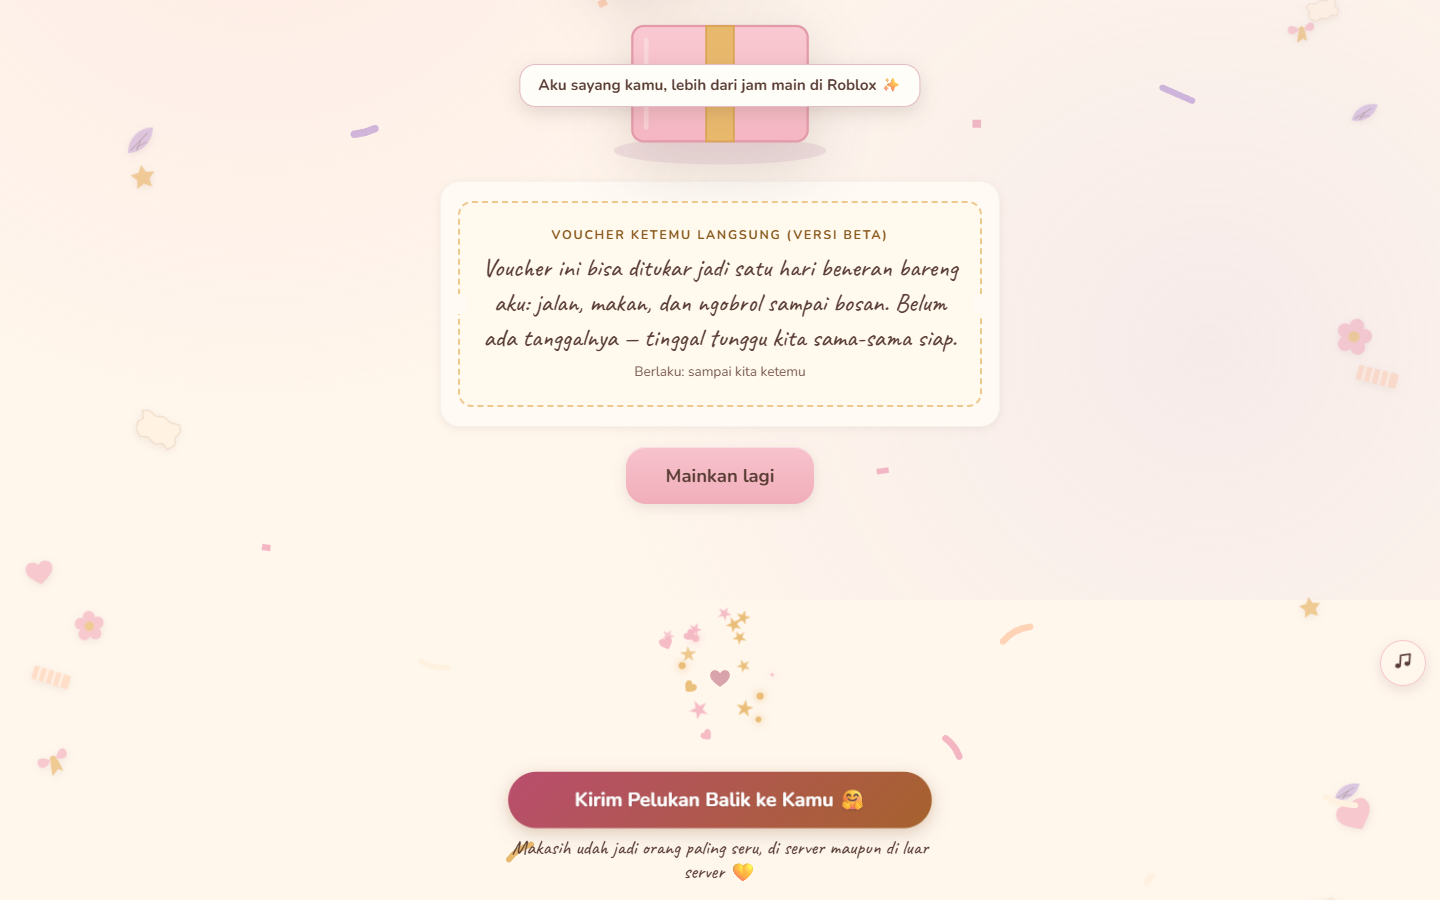 Aku sayang kamu, lebih dari jam main di Roblox ✨
VOUCHER KETEMU LANGSUNG (VERSI BETA)
Voucher ini bisa ditukar jadi satu hari beneran bareng
aku: jalan, makan, dan ngobrol sampai bosan. Belum
ada tanggalnya — tinggal tunggu kita sama-sama siap.
Berlaku: sampai kita ketemu
Mainkan lagi
Kirim Pelukan Balik ke Kamu 🤗
Makasih udah jadi orang paling seru, di server maupun di luar
server 💛